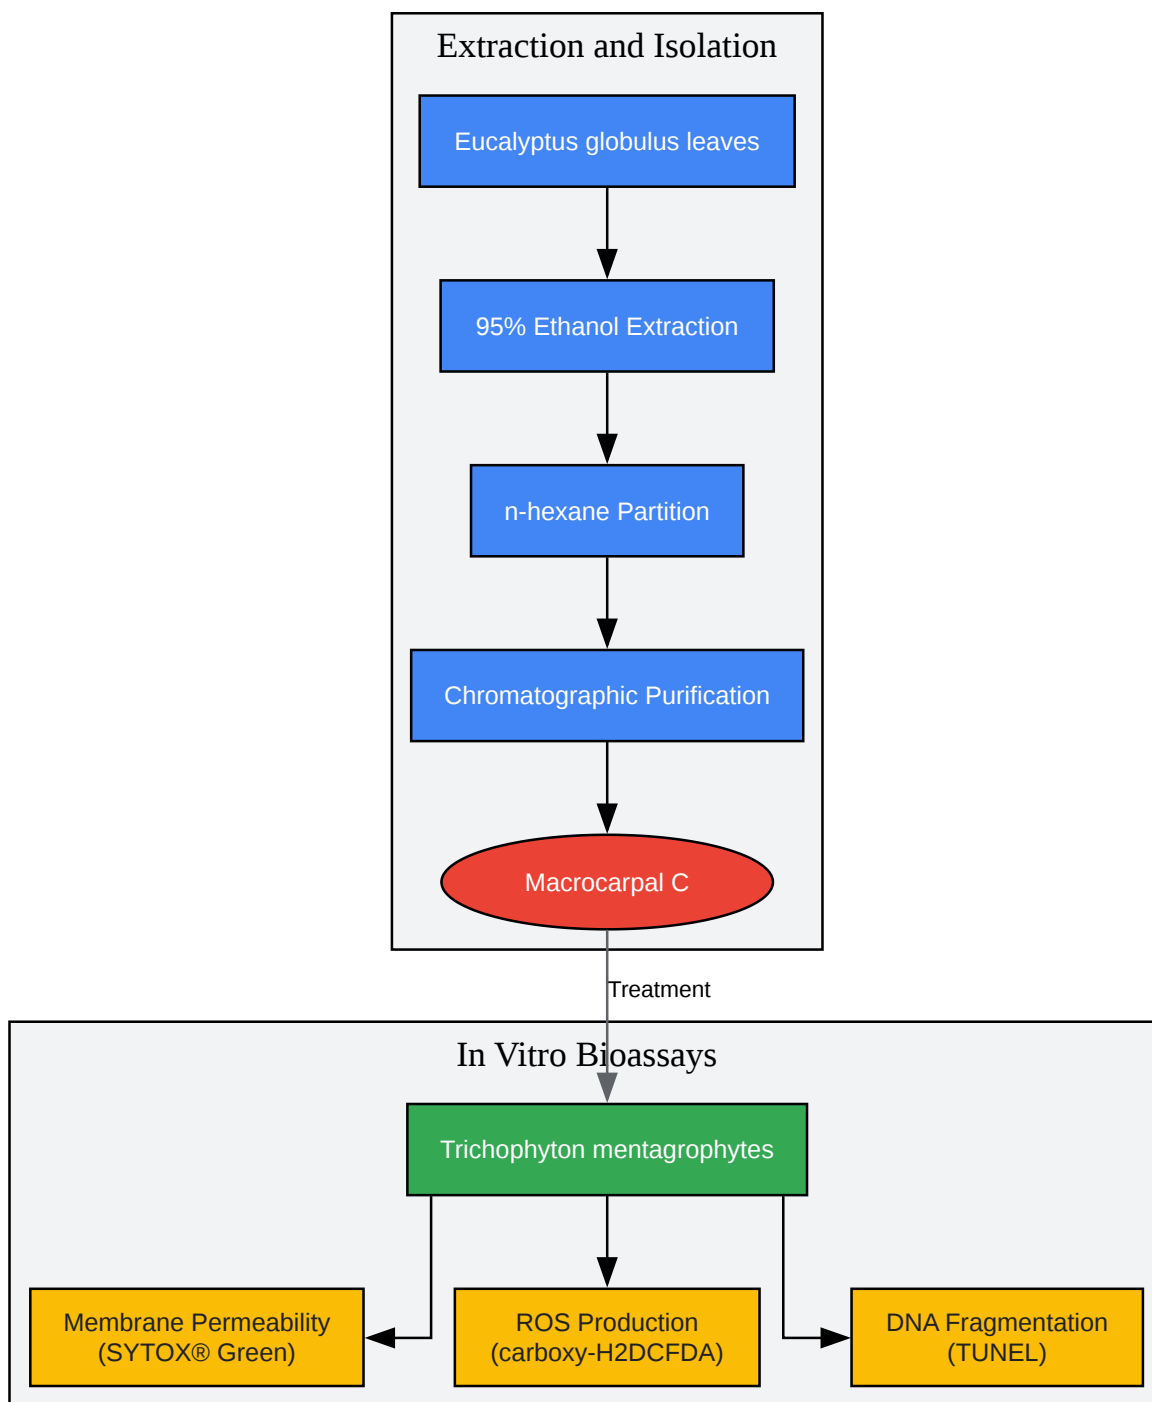 Extraction and Isolation
Eucalyptus globulus leaves
95% Ethanol Extraction
n-hexane Partition
Chromatographic Purification
Macrocarpal C
Treatment
In Vitro Bioassays
Trichophyton mentagrophytes
Membrane Permeability
(SYTOX® Green)
ROS Production
(carboxy-H2DCFDA)
DNA Fragmentation
(TUNEL)